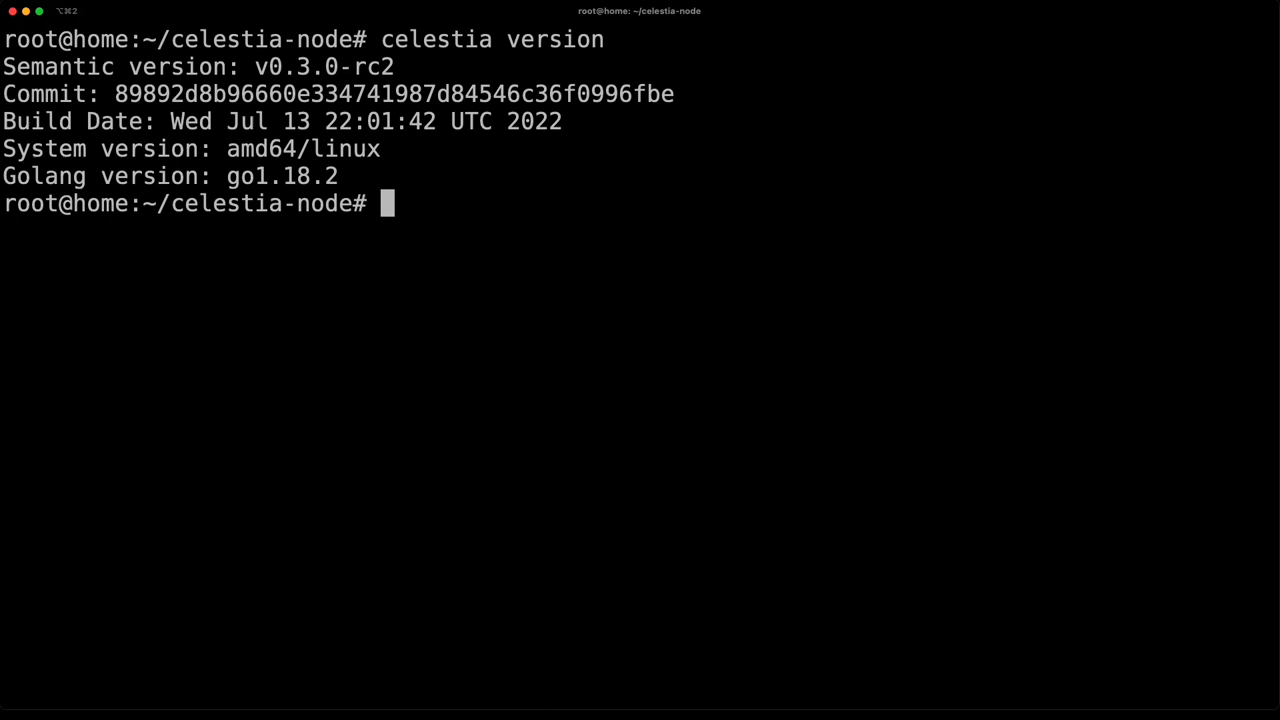 ⌥⌘2
root@home: ~/celestia-node
root@home:~/celestia-node# celestia version
Semantic version: v0.3.0-rc2
Commit: 89892d8b96660e334741987d84546c36f0996fbe
Build Date: Wed Jul 13 22:01:42 UTC 2022
System version: amd64/linux
Golang version: go1.18.2
root@home:~/celestia-node#